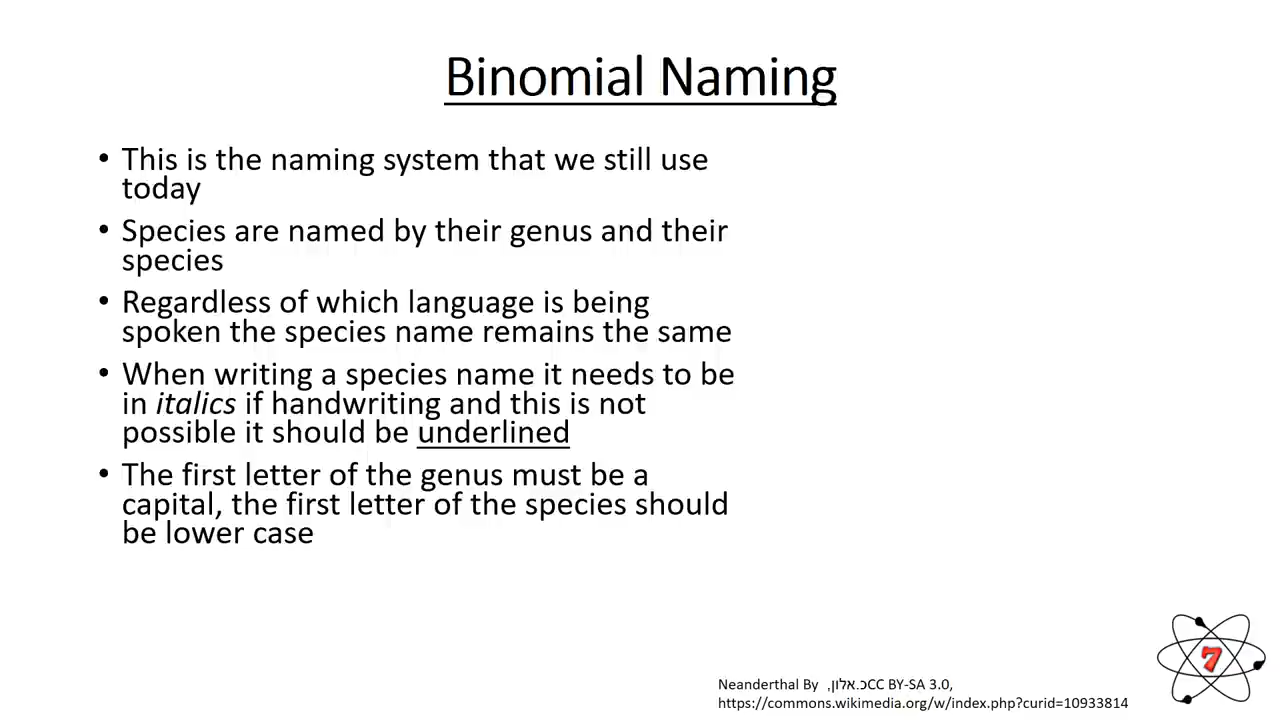 Binomial Naming
• This is the naming system that we still use
today
• Species are named by their genus and their
species
• Regardless of which language is being
spoken the species name remains the same
• When writing a species name it needs to be
in italics if handwriting and this is not
possible it should be underlined
• The first letter of the genus must be a
capital, the first letter of the species should
be lower case
7
Neanderthal By ,כ.אלוןCC BY-SA 3.0,
https://commons.wikimedia.org/w/index.php?curid=10933814